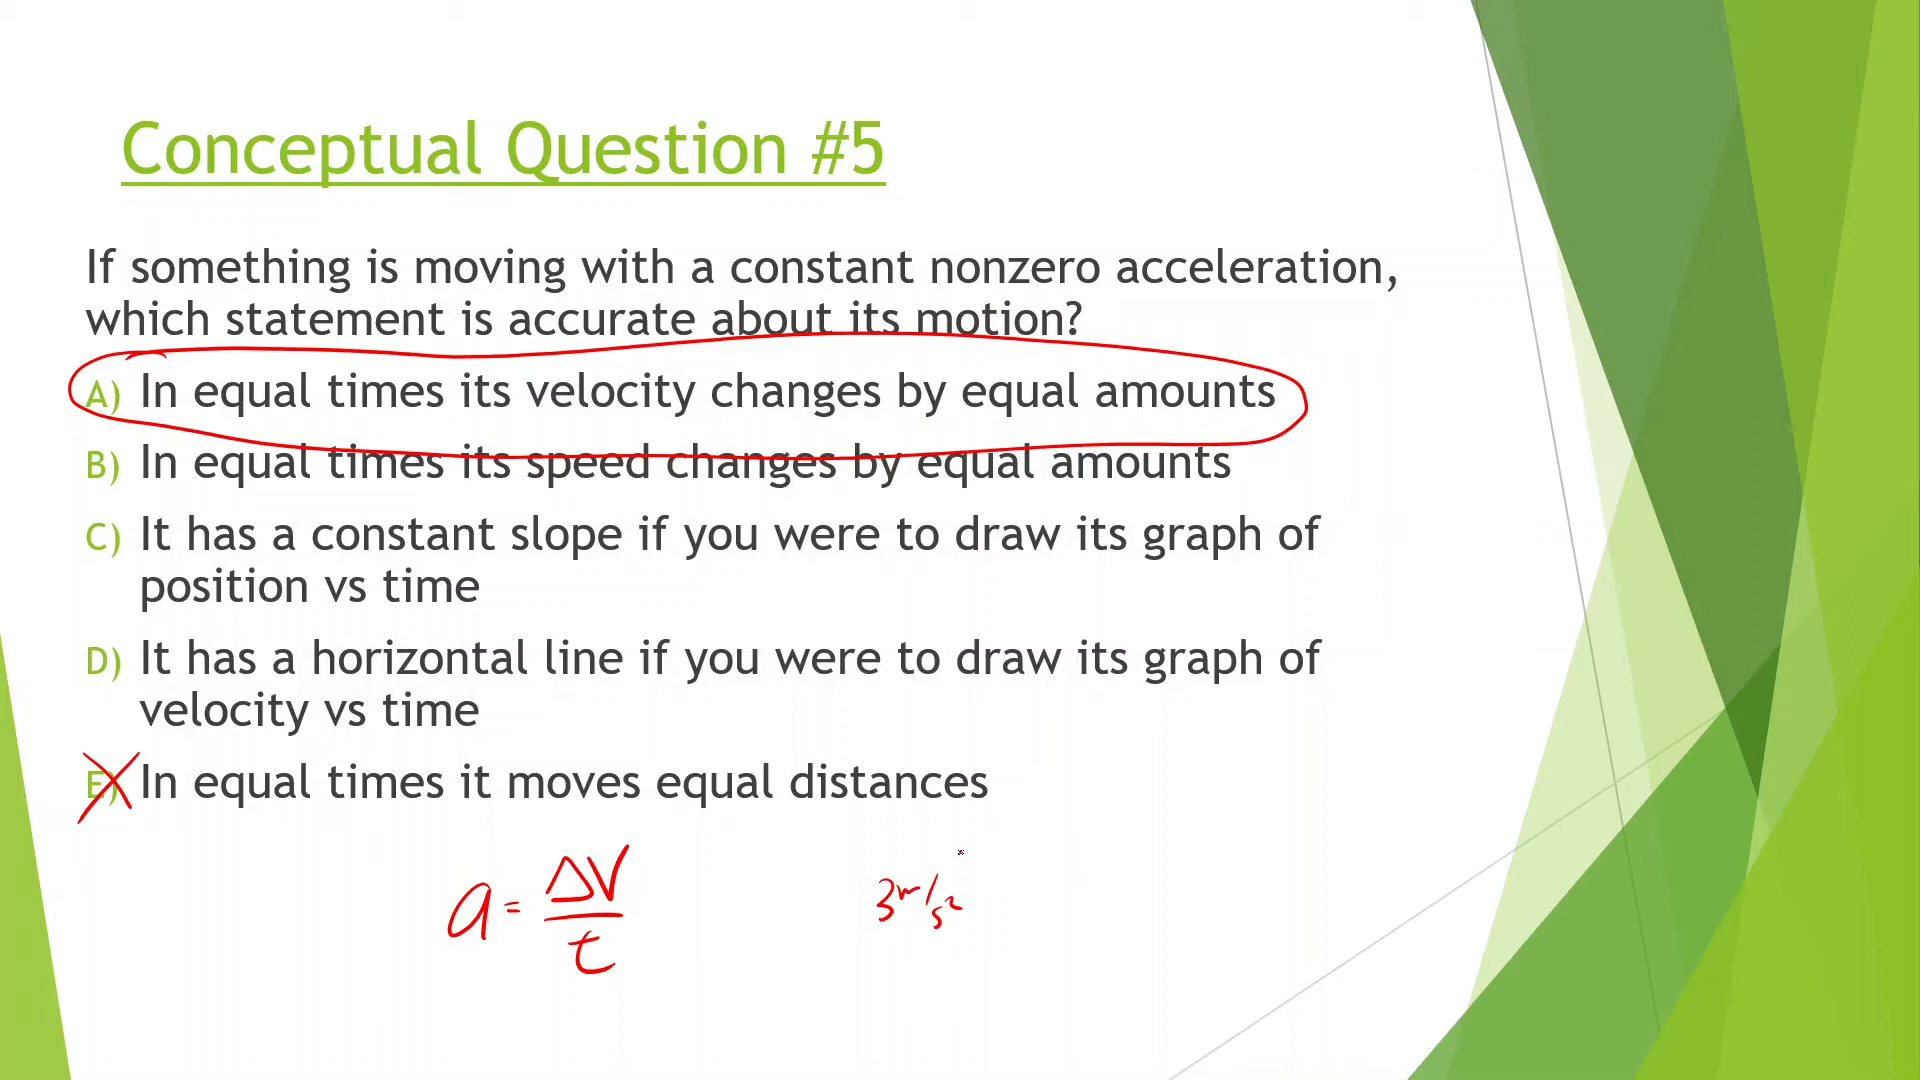 Conceptual Question #5
If something is moving with a constant nonzero acceleration,
which statement is accurate about its motion?
A) In equal times its velocity changes by equal amounts
B) In equal times its speed changes by equal amounts
C) It has a constant slope if you were to draw its graph of
position vs time
D) It has a horizontal line if you were to draw its graph of
velocity vs time
E) In equal times it moves equal distances
a = ΔV/t
3 m/s²